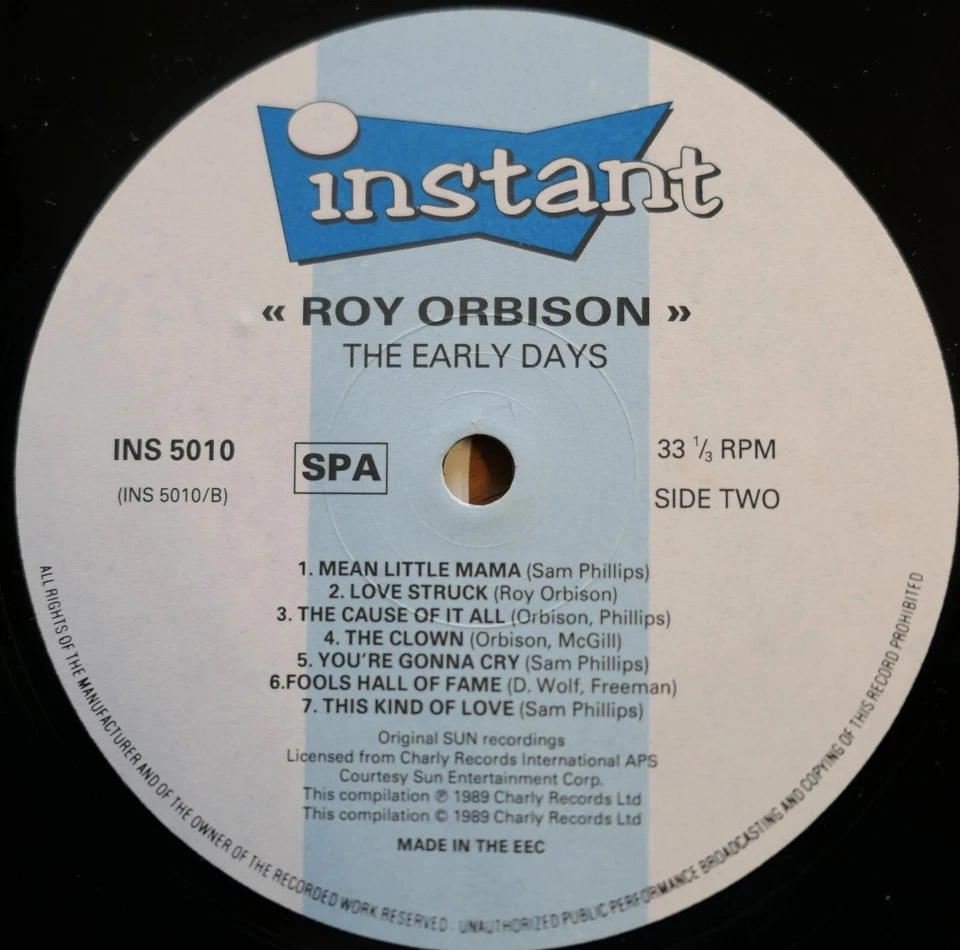 instant
« ROY ORBISON »
THE EARLY DAYS
INS 5010
(INS 5010/B)
SPA
33 ⅓ RPM
SIDE TWO
1. MEAN LITTLE MAMA (Sam Phillips)
2. LOVE STRUCK (Roy Orbison)
3. THE CAUSE OF IT ALL (Orbison, Phillips)
4. THE CLOWN (Orbison, McGill)
5. YOU'RE GONNA CRY (Sam Phillips)
6.FOOLS HALL OF FAME (D. Wolf, Freeman)
7. THIS KIND OF LOVE (Sam Phillips)
Original SUN recordings
Licensed from Charly Records International APS
Courtesy Sun Entertainment Corp.
This compilation ℗ 1989 Charly Records Ltd
This compilation © 1989 Charly Records Ltd
MADE IN THE EEC
ALL RIGHTS OF THE MANUFACTURER AND OF THE OWNER OF THE RECORDED WORK RESERVED - UNAUTHORIZED PUBLIC PERFORMANCE BROADCASTING AND COPYING OF THIS RECORD PROHIBITED